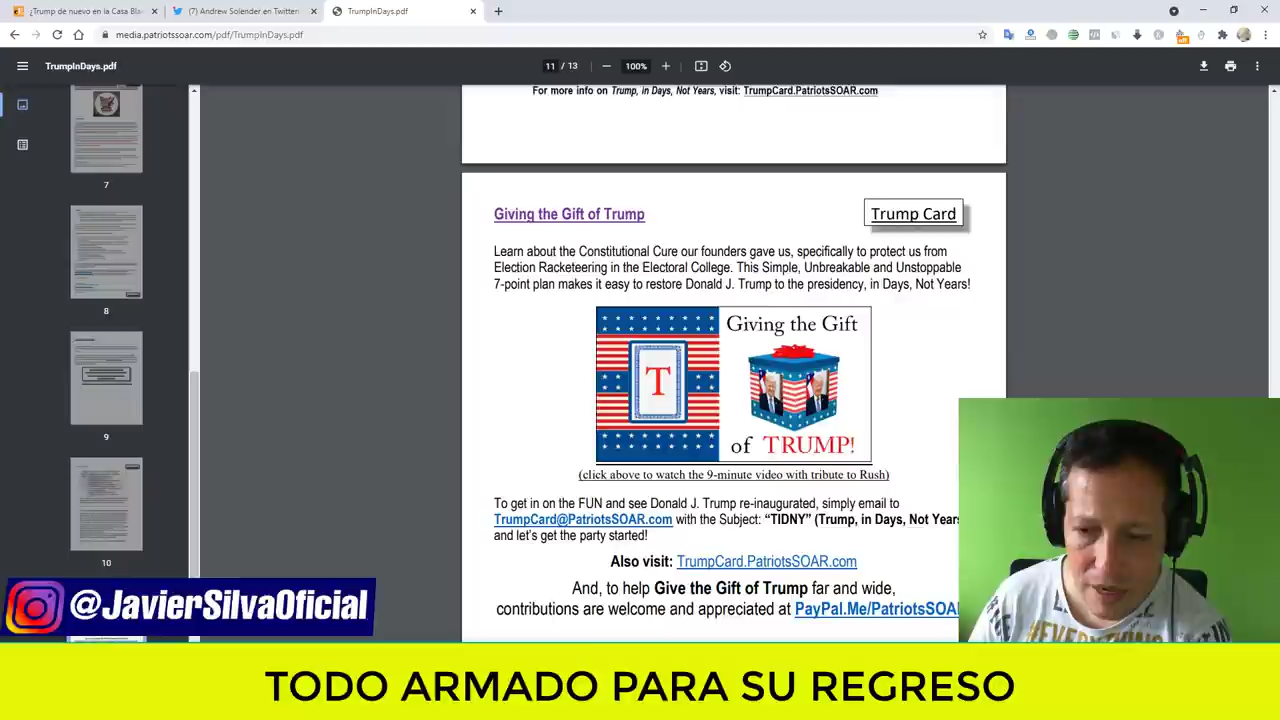 ¿Trump de nuevo en la Casa Bla
Andrew Solender en Twitter:
TrumpInDays.pdf
media.patriotssoar.com/pdf/TrumpInDays.pdf
TrumpInDays.pdf
11 / 13
100%
For more info on Trump, in Days, Not Years, visit: TrumpCard.PatriotsSOAR.com
7
8
9
10
Giving the Gift of Trump
Trump Card
Learn about the Constitutional Cure our founders gave us, specifically to protect us from
Election Racketeering in the Electoral College. This Simple, Unbreakable and Unstoppable
7-point plan makes it easy to restore Donald J. Trump to the presidency, in Days, Not Years!
T
Giving the Gift
of TRUMP!
(click above to watch the 9-minute video with tribute to Rush)
To get in on the FUN and see Donald J. Trump re-inaugurated, simply email to
TrumpCard@PatriotsSOAR.com with the Subject: “TIDNY” (Trump, in Days, Not Years
and let’s get the party started!
Also visit: TrumpCard.PatriotsSOAR.com
And, to help Give the Gift of Trump far and wide,
contributions are welcome and appreciated at PayPal.Me/PatriotsSOA
@JavierSilvaOficial
TODO ARMADO PARA SU REGRESO